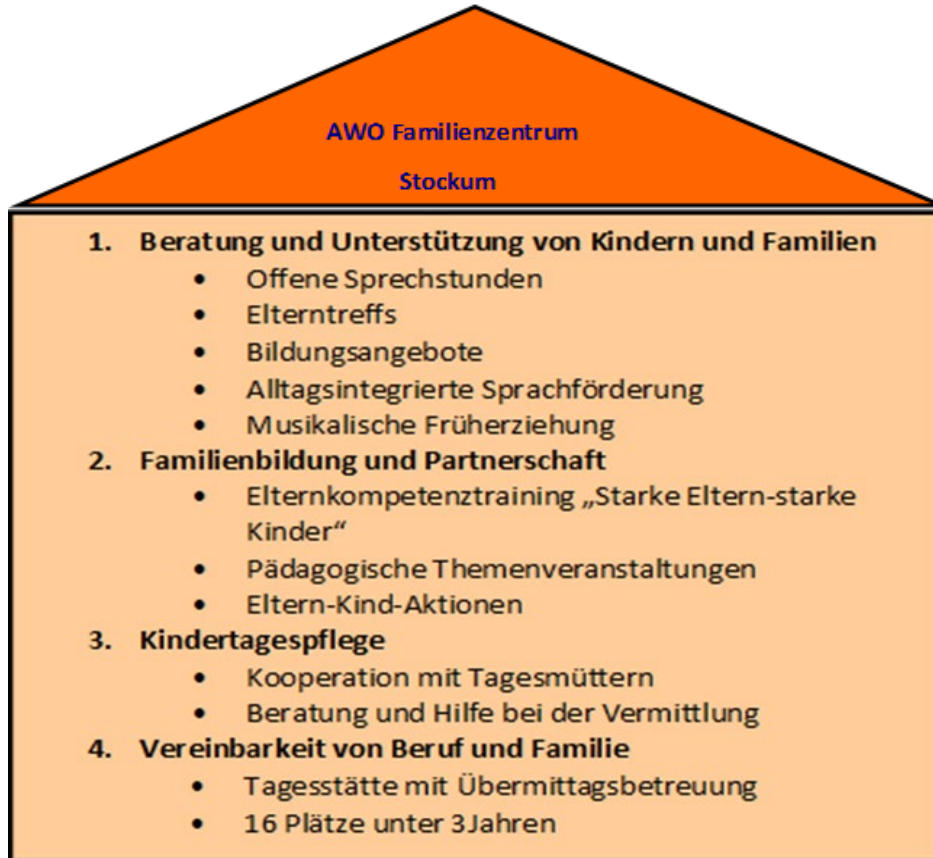 AWO Familienzentrum
Stockum
1. Beratung und Unterstützung von Kindern und Familien
• Offene Sprechstunden
• Elterntreffs
• Bildungsangebote
• Alltagsintegrierte Sprachförderung
• Musikalische Früherziehung
2. Familienbildung und Partnerschaft
• Elternkompetenztraining „Starke Eltern-starke
Kinder“
• Pädagogische Themenveranstaltungen
• Eltern-Kind-Aktionen
3. Kindertagespflege
• Kooperation mit Tagesmüttern
• Beratung und Hilfe bei der Vermittlung
4. Vereinbarkeit von Beruf und Familie
• Tagesstätte mit Übermittagsbetreuung
• 16 Plätze unter 3Jahren